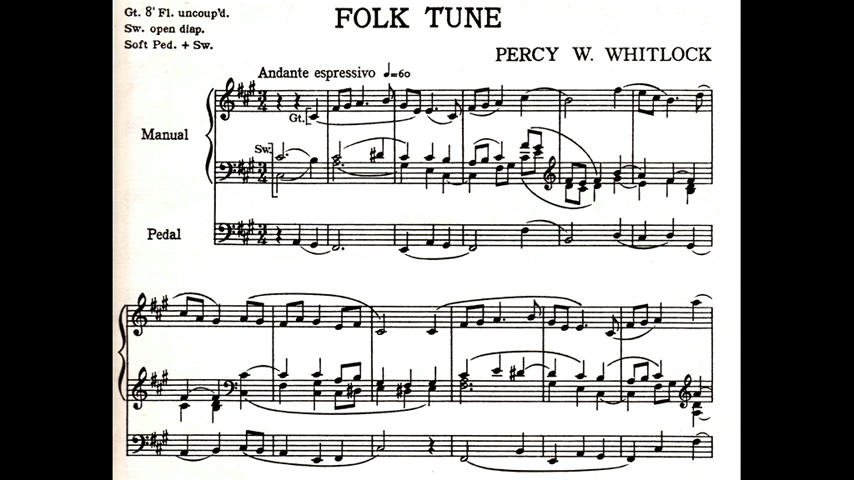 Gt. 8' Fl. uncoup'd.
Sw. open diap.
Soft Ped. + Sw.
FOLK TUNE
PERCY W. WHITLOCK
Andante espressivo ♩=60
Gt.
Manual
Sw.
Pedal